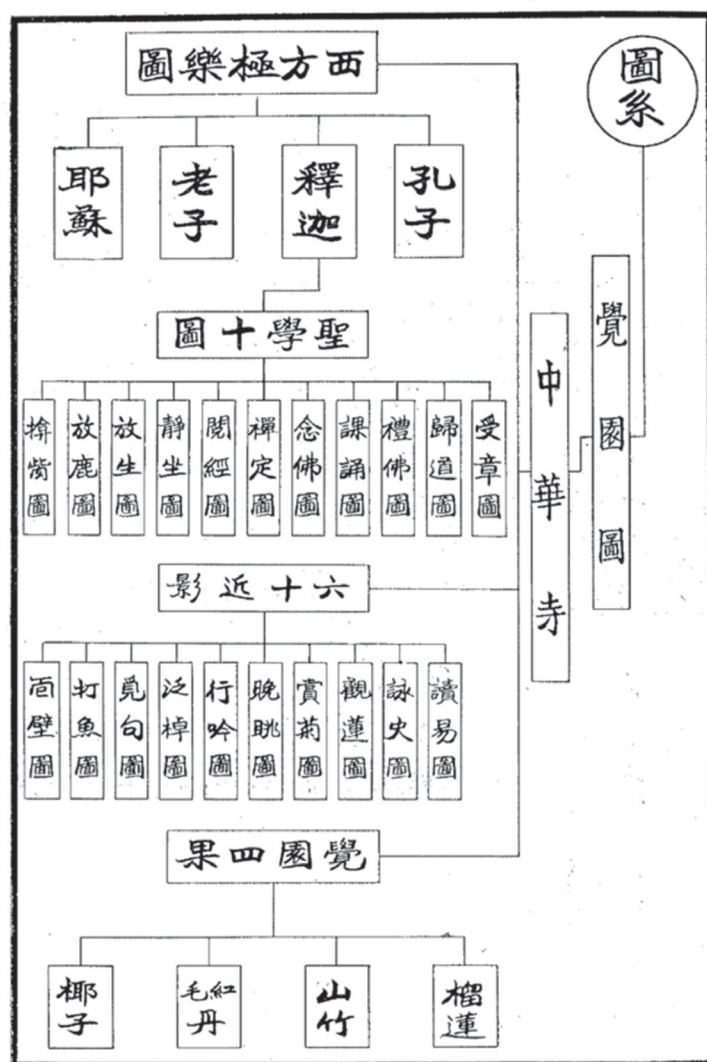 圖系
覺園圖
中華寺
西方極樂圖
孔子
釋迦
老子
耶蘇
聖學十圖
受章圖
歸道圖
禮佛圖
課誦圖
念佛圖
禪定圖
閱經圖
靜坐圖
放生圖
放鹿圖
圖
六十近影
讀易圖
詠史圖
觀蓮圖
賞菊圖
晚眺圖
行吟圖
泛棹圖
覓句圖
打魚圖
面壁圖
覺園四果
榴蓮
山竹
紅毛丹
椰子